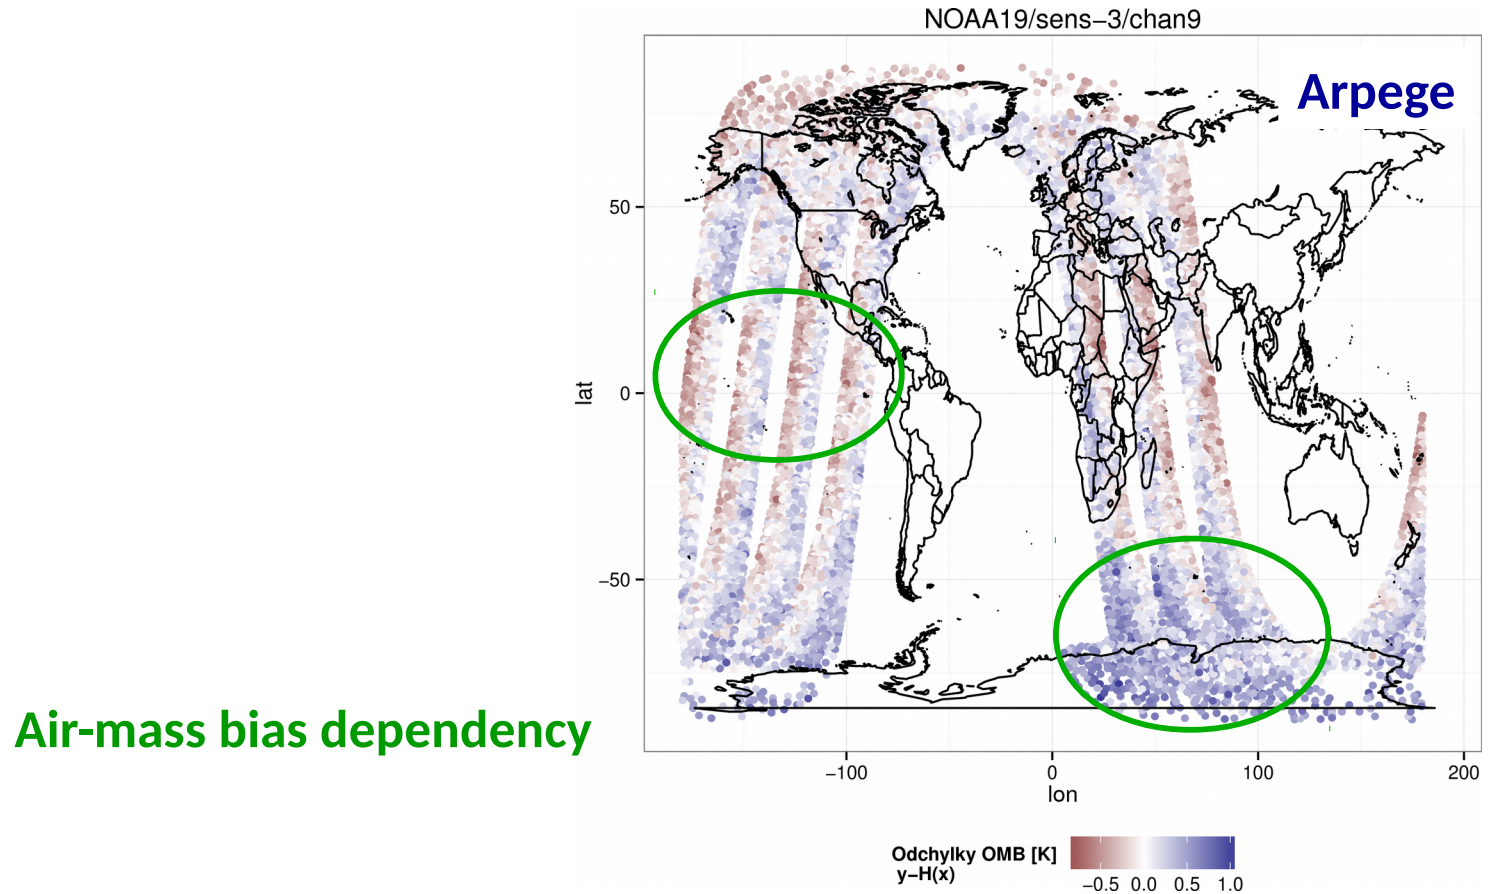 NOAA19/sens−3/chan9
Arpege
50
0
−50
lat
−100
0
100
200
lon
Air-mass bias dependency
Odchylky OMB [K]
y−H(x)
−0.5 0.0 0.5 1.0